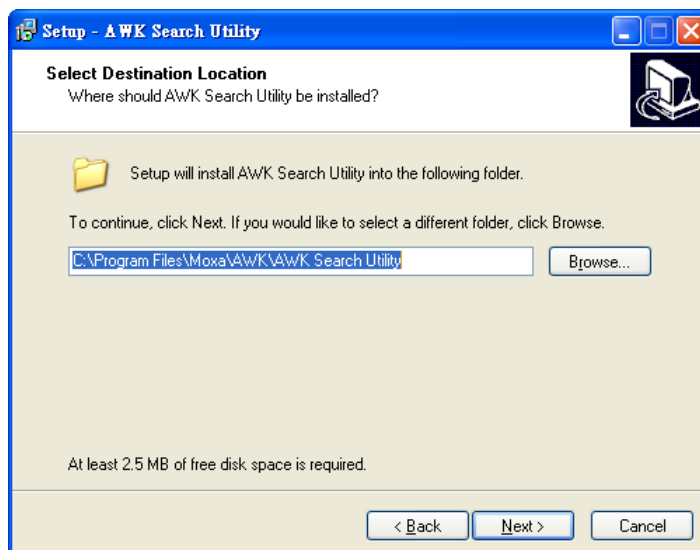 Setup - AWK Search Utility
Select Destination Location
Where should AWK Search Utility be installed?
Setup will install AWK Search Utility into the following folder.
To continue, click Next. If you would like to select a different folder, click Browse.
C:\Program Files\Moxa\AWK\AWK Search Utility
Browse...
At least 2.5 MB of free disk space is required.
< Back
Next >
Cancel